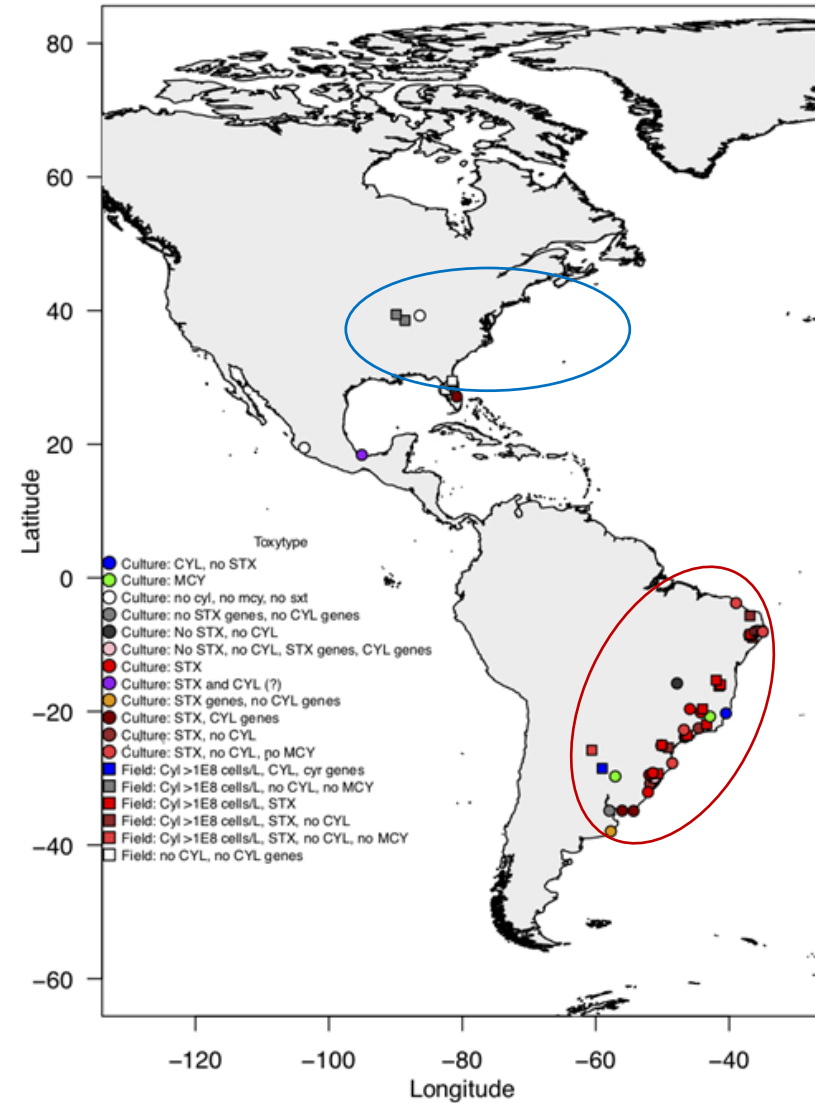 80
60
40
20
0
−20
−40
−60
Latitude
Toxytype
Culture: CYL, no STX
Culture: MCY
Culture: no cyl, no mcy, no sxt
Culture: no STX genes, no CYL genes
Culture: No STX, no CYL
Culture: No STX, no CYL, STX genes, CYL genes
Culture: STX
Culture: STX and CYL (?)
Culture: STX genes, no CYL genes
Culture: STX, CYL genes
Culture: STX, no CYL
Culture: STX, no CYL, no MCY
Field: Cyl >1E8 cells/L, CYL, cyr genes
Field: Cyl >1E8 cells/L, no CYL, no MCY
Field: Cyl >1E8 cells/L, STX
Field: Cyl >1E8 cells/L, STX, no CYL
Field: Cyl >1E8 cells/L, STX, no CYL, no MCY
Field: no CYL, no CYL genes
−120 −100 −80 −60 −40
Longitude